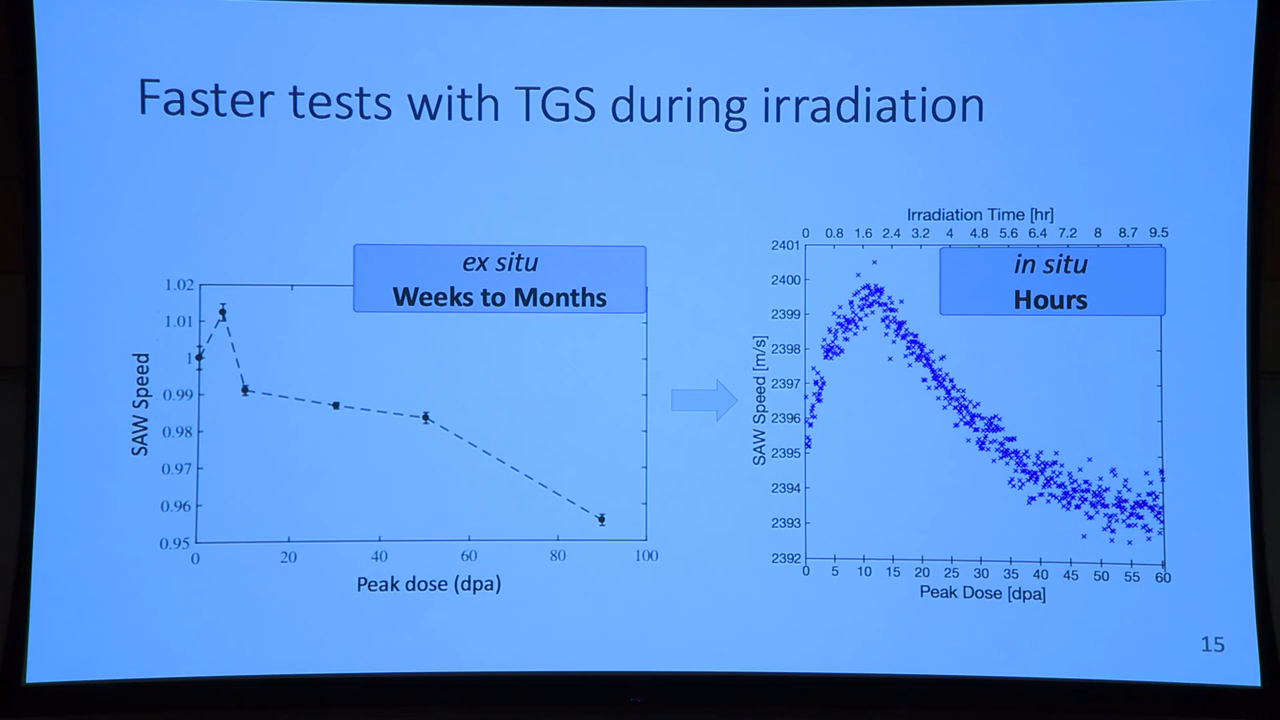 Faster tests with TGS during irradiation
ex situ
Weeks to Months
1.02
1.01
1
0.99
0.98
0.97
0.96
0.95
0 20 40 60 80 100
SAW Speed
Peak dose (dpa)
Irradiation Time [hr]
0 0.8 1.6 2.4 3.2 4 4.8 5.6 6.4 7.2 8 8.7 9.5
in situ
Hours
2401
2400
2399
2398
2397
2396
2395
2394
2393
2392
0 5 10 15 20 25 30 35 40 45 50 55 60
SAW Speed [m/s]
Peak Dose [dpa]
15